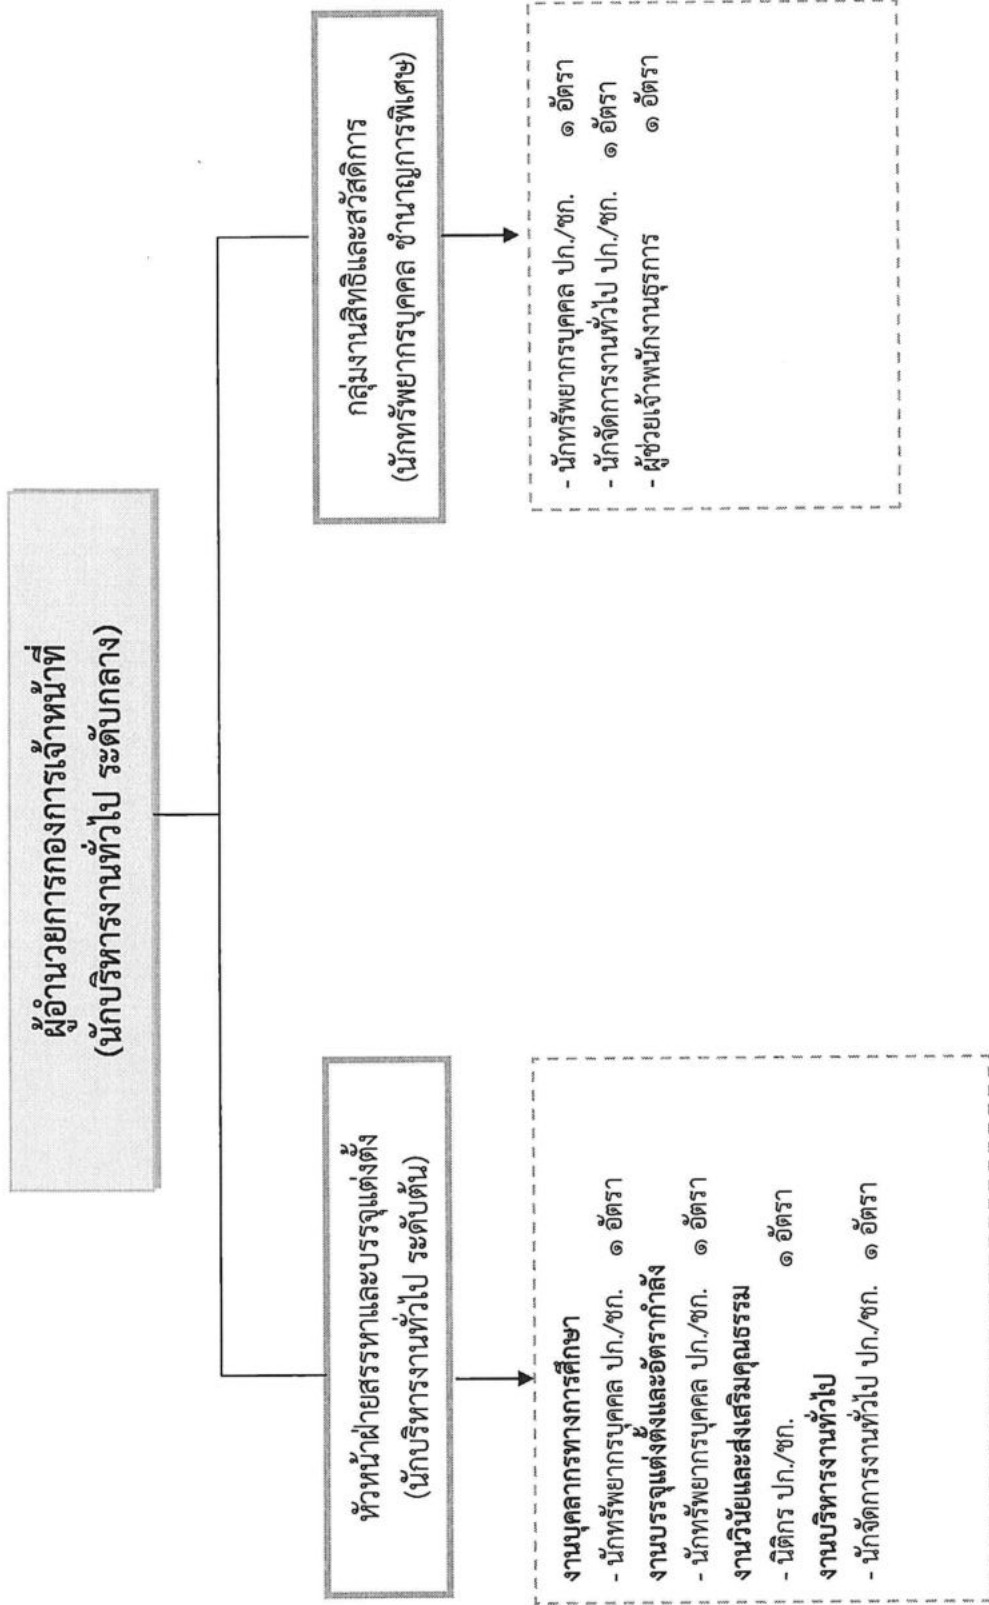 ผู้อำนวยการกองการเจ้าหน้าที่
(นักบริหารงานทั่วไป ระดับกลาง)
หัวหน้าฝ่ายสรรหาและบรรจุแต่งตั้ง
(นักบริหารงานทั่วไป ระดับต้น)
งานบุคลากรทางการศึกษา
- นักทรัพยากรบุคคล ปก./ชก. ๑ อัตรา
งานบรรจุแต่งตั้งและอัตรากำลัง
- นักทรัพยากรบุคคล ปก./ชก. ๑ อัตรา
งานวินัยและส่งเสริมคุณธรรม
- นิติกร ปก./ชก. ๑ อัตรา
งานบริหารงานทั่วไป
- นักจัดการงานทั่วไป ปก./ชก. ๑ อัตรา
กลุ่มงานสิทธิและสวัสดิการ
(นักทรัพยากรบุคคล ชำนาญการพิเศษ)
- นักทรัพยากรบุคคล ปก./ชก. ๑ อัตรา
- นักจัดการงานทั่วไป ปก./ชก. ๑ อัตรา
- ผู้ช่วยเจ้าพนักงานธุรการ ๑ อัตรา